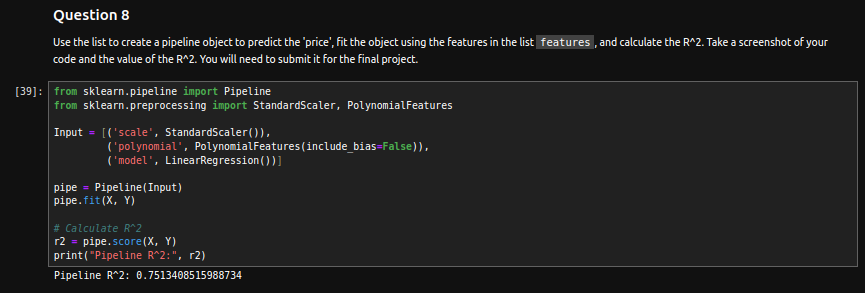 Question 8
Use the list to create a pipeline object to predict the 'price', fit the object using the features in the list features , and calculate the R^2. Take a screenshot of your
code and the value of the R^2. You will need to submit it for the final project.
[39]: from sklearn.pipeline import Pipeline
from sklearn.preprocessing import StandardScaler, PolynomialFeatures
Input = [('scale', StandardScaler()),
('polynomial', PolynomialFeatures(include_bias=False)),
('model', LinearRegression())]
pipe = Pipeline(Input)
pipe.fit(X, Y)
# Calculate R^2
r2 = pipe.score(X, Y)
print("Pipeline R^2:", r2)
Pipeline R^2: 0.7513408515988734